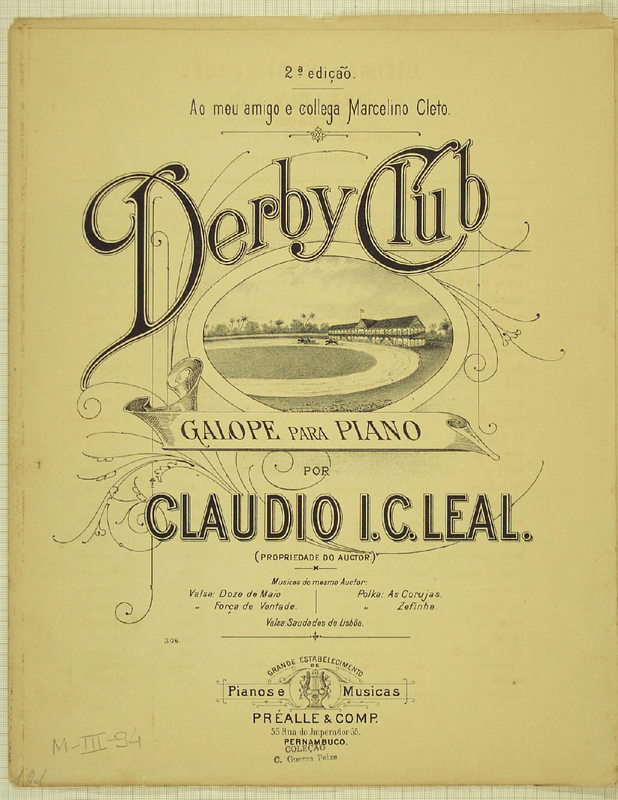 2ª edição.
Ao meu amigo e collega Marcelino Cleto.
Derby Club
GALOPE PARA PIANO
POR
CLAUDIO I. C. LEAL.
(PROPRIEDADE DO AUCTOR.)
Musicas do mesmo Auctor:
Valse: Doze de Maio
„ Força de Vontade.
Polka: As Corujas.
„ Zefinha.
Valsa: Saudades de Lisbôa.
306.
GRANDE ESTABELECIMENTO
DE
Pianos e Musicas
PRÉALLE & COMP.
55 Rua do Imperador 55.
PERNAMBUCO.
COLEÇÃO
C. Guerra Peixe
M-III-94